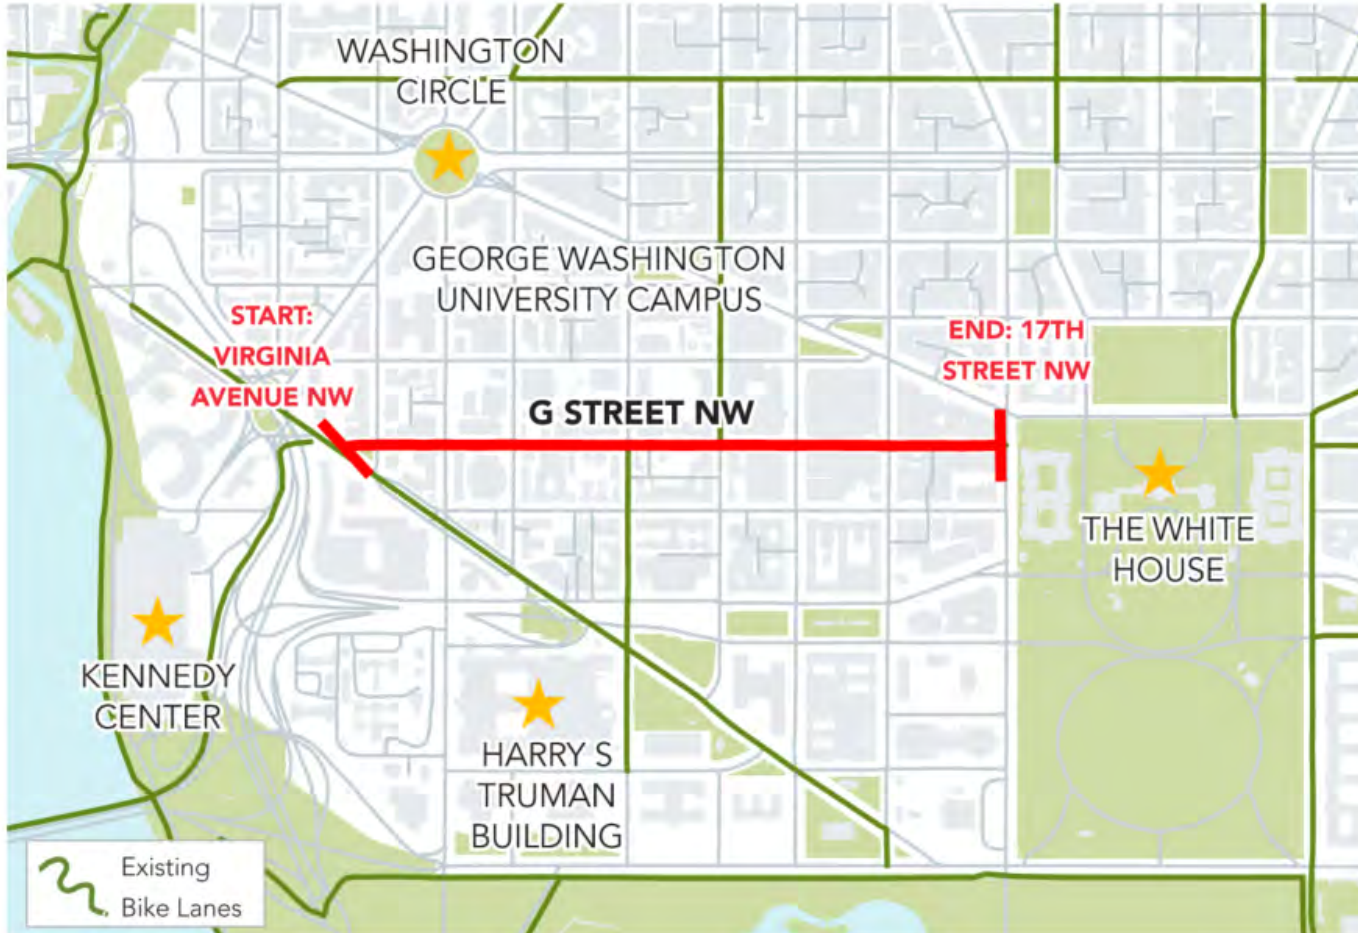 WASHINGTON
CIRCLE
GEORGE WASHINGTON
UNIVERSITY CAMPUS
START:
VIRGINIA
AVENUE NW
END: 17TH
STREET NW
G STREET NW
THE WHITE
HOUSE
KENNEDY
CENTER
HARRY S
TRUMAN
BUILDING
Existing
Bike Lanes